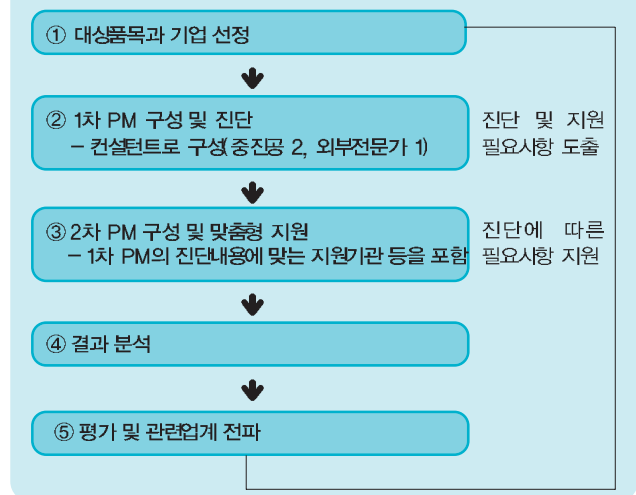 ① 대상품목과 기업 선정
② 1차 PM 구성 및 진단
- 컨설턴트로 구성(중진공 2, 외부전문가 1)
진단 및 지원
필요사항 도출
③ 2차 PM 구성 및 맞춤형 지원
- 1차 PM의 진단내용에 맞는 지원기관 등을 포함
진단에 따른
필요사항 지원
④ 결과 분석
⑤ 평가 및 관련업계 전파